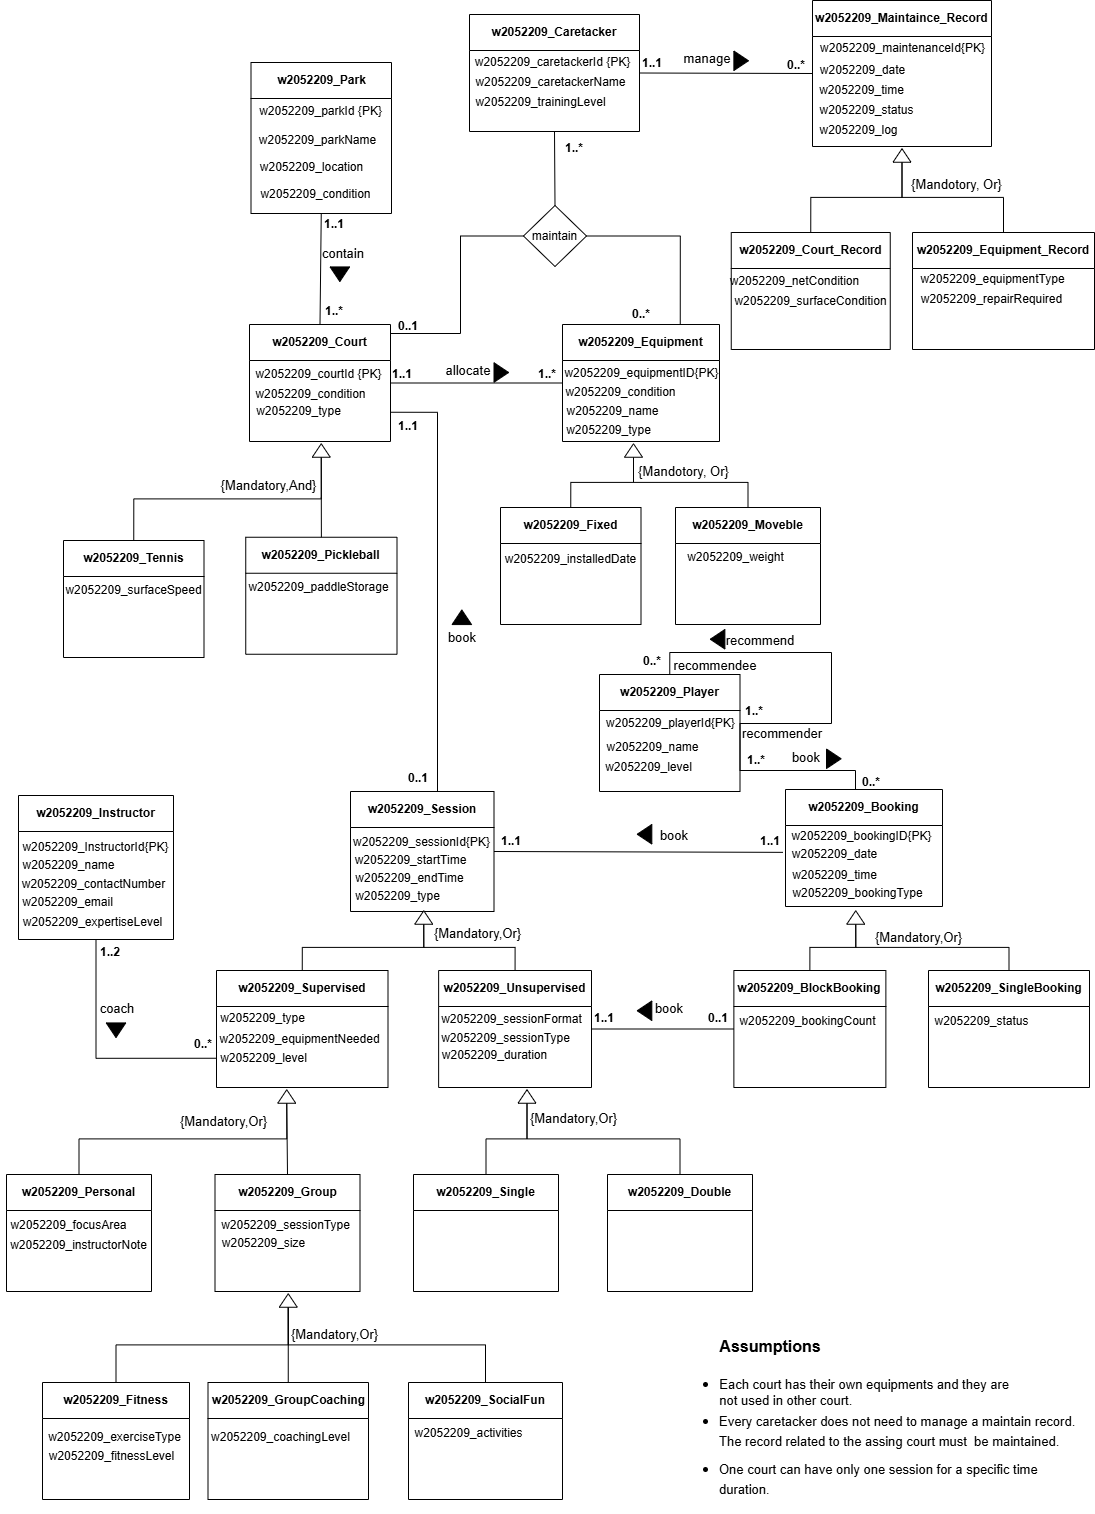 w2052209_Caretacker
w2052209_caretackerId {PK}
w2052209_caretackerName
w2052209_trainingLevel
1..1
manage
0..*
w2052209_Maintaince_Record
w2052209_maintenanceId{PK}
w2052209_date
w2052209_time
w2052209_status
w2052209_log
w2052209_Park
w2052209_parkId {PK}
w2052209_parkName
w2052209_location
w2052209_condition
1..*
{Mandotory, Or}
1..1
contain
1..*
maintain
w2052209_Court_Record
w2052209_netCondition
w2052209_surfaceCondition
w2052209_Equipment_Record
w2052209_equipmentType
w2052209_repairRequired
0..1
0..*
w2052209_Court
w2052209_courtId {PK}
w2052209_condition
w2052209_type
1..1
allocate
1..*
w2052209_Equipment
w2052209_equipmentID{PK}
w2052209_condition
w2052209_name
w2052209_type
1..1
{Mandatory,And}
{Mandotory, Or}
w2052209_Tennis
w2052209_surfaceSpeed
w2052209_Pickleball
w2052209_paddleStorage
w2052209_Fixed
w2052209_installedDate
w2052209_Moveble
w2052209_weight
book
recommend
0..*
recommendee
w2052209_Player
w2052209_playerId{PK}
w2052209_name
w2052209_level
1..*
recommender
1..*
book
0..*
0..1
w2052209_Instructor
w2052209_InstructorId{PK}
w2052209_name
w2052209_contactNumber
w2052209_email
w2052209_expertiseLevel
w2052209_Session
w2052209_sessionId{PK}
w2052209_startTime
w2052209_endTime
w2052209_type
1..1
book
1..1
w2052209_Booking
w2052209_bookingID{PK}
w2052209_date
w2052209_time
w2052209_bookingType
1..2
coach
0..*
{Mandatory,Or}
{Mandatory,Or}
w2052209_Supervised
w2052209_type
w2052209_equipmentNeeded
w2052209_level
w2052209_Unsupervised
w2052209_sessionFormat
w2052209_sessionType
w2052209_duration
1..1
book
0..1
w2052209_BlockBooking
w2052209_bookingCount
w2052209_SingleBooking
w2052209_status
{Mandatory,Or}
{Mandatory,Or}
w2052209_Personal
w2052209_focusArea
w2052209_instructorNote
w2052209_Group
w2052209_sessionType
w2052209_size
w2052209_Single
w2052209_Double
{Mandatory,Or}
w2052209_Fitness
w2052209_exerciseType
w2052209_fitnessLevel
w2052209_GroupCoaching
w2052209_coachingLevel
w2052209_SocialFun
w2052209_activities
Assumptions
• Each court has their own equipments and they are
not used in other court.
• Every caretacker does not need to manage a maintain record.
The record related to the assing court must be maintained.
• One court can have only one session for a specific time
duration.